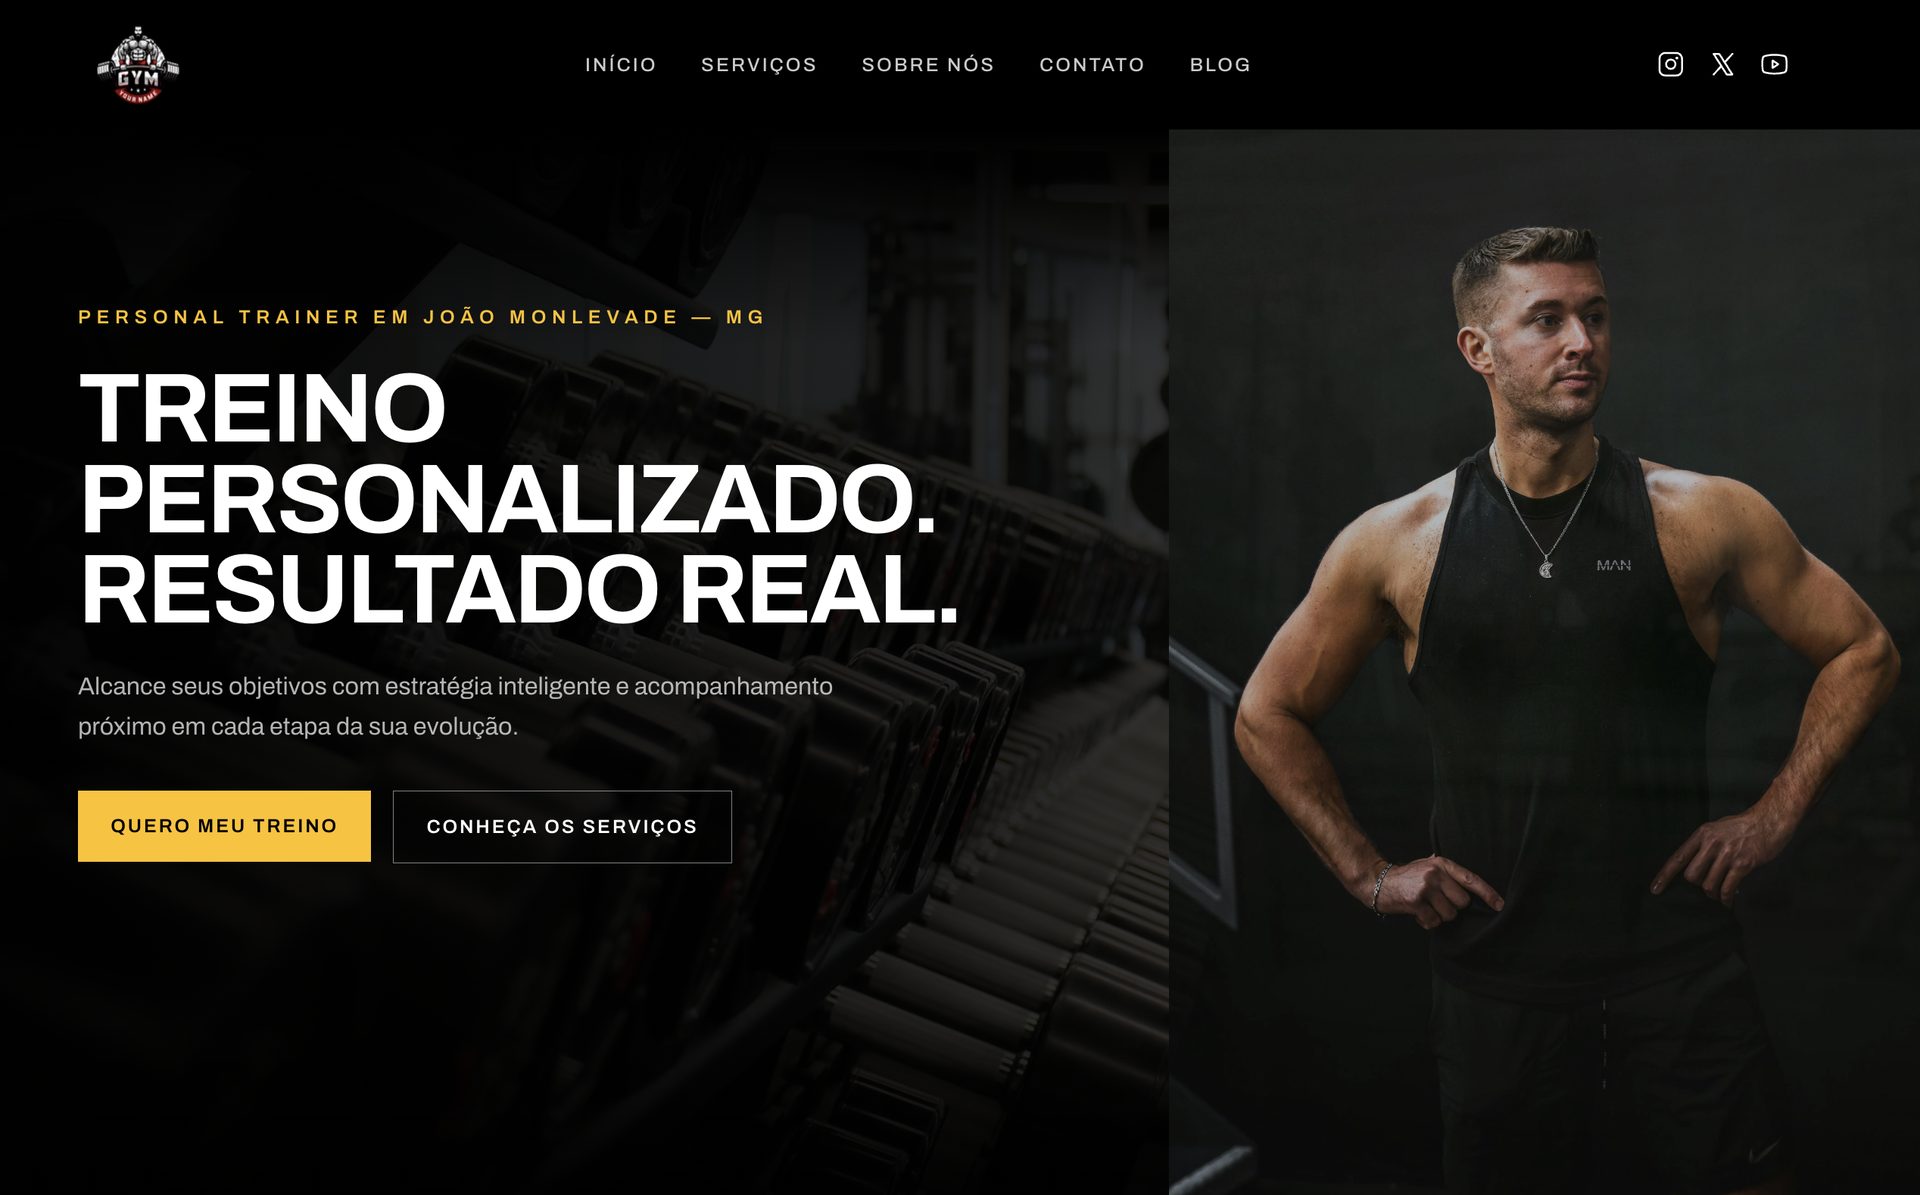 GYM
YOUR NAME
INÍCIO
SERVIÇOS
SOBRE NÓS
CONTATO
BLOG
PERSONAL TRAINER EM JOÃO MONLEVADE — MG
TREINO
PERSONALIZADO.
RESULTADO REAL.
Alcance seus objetivos com estratégia inteligente e acompanhamento
próximo em cada etapa da sua evolução.
QUERO MEU TREINO
CONHEÇA OS SERVIÇOS
MAN